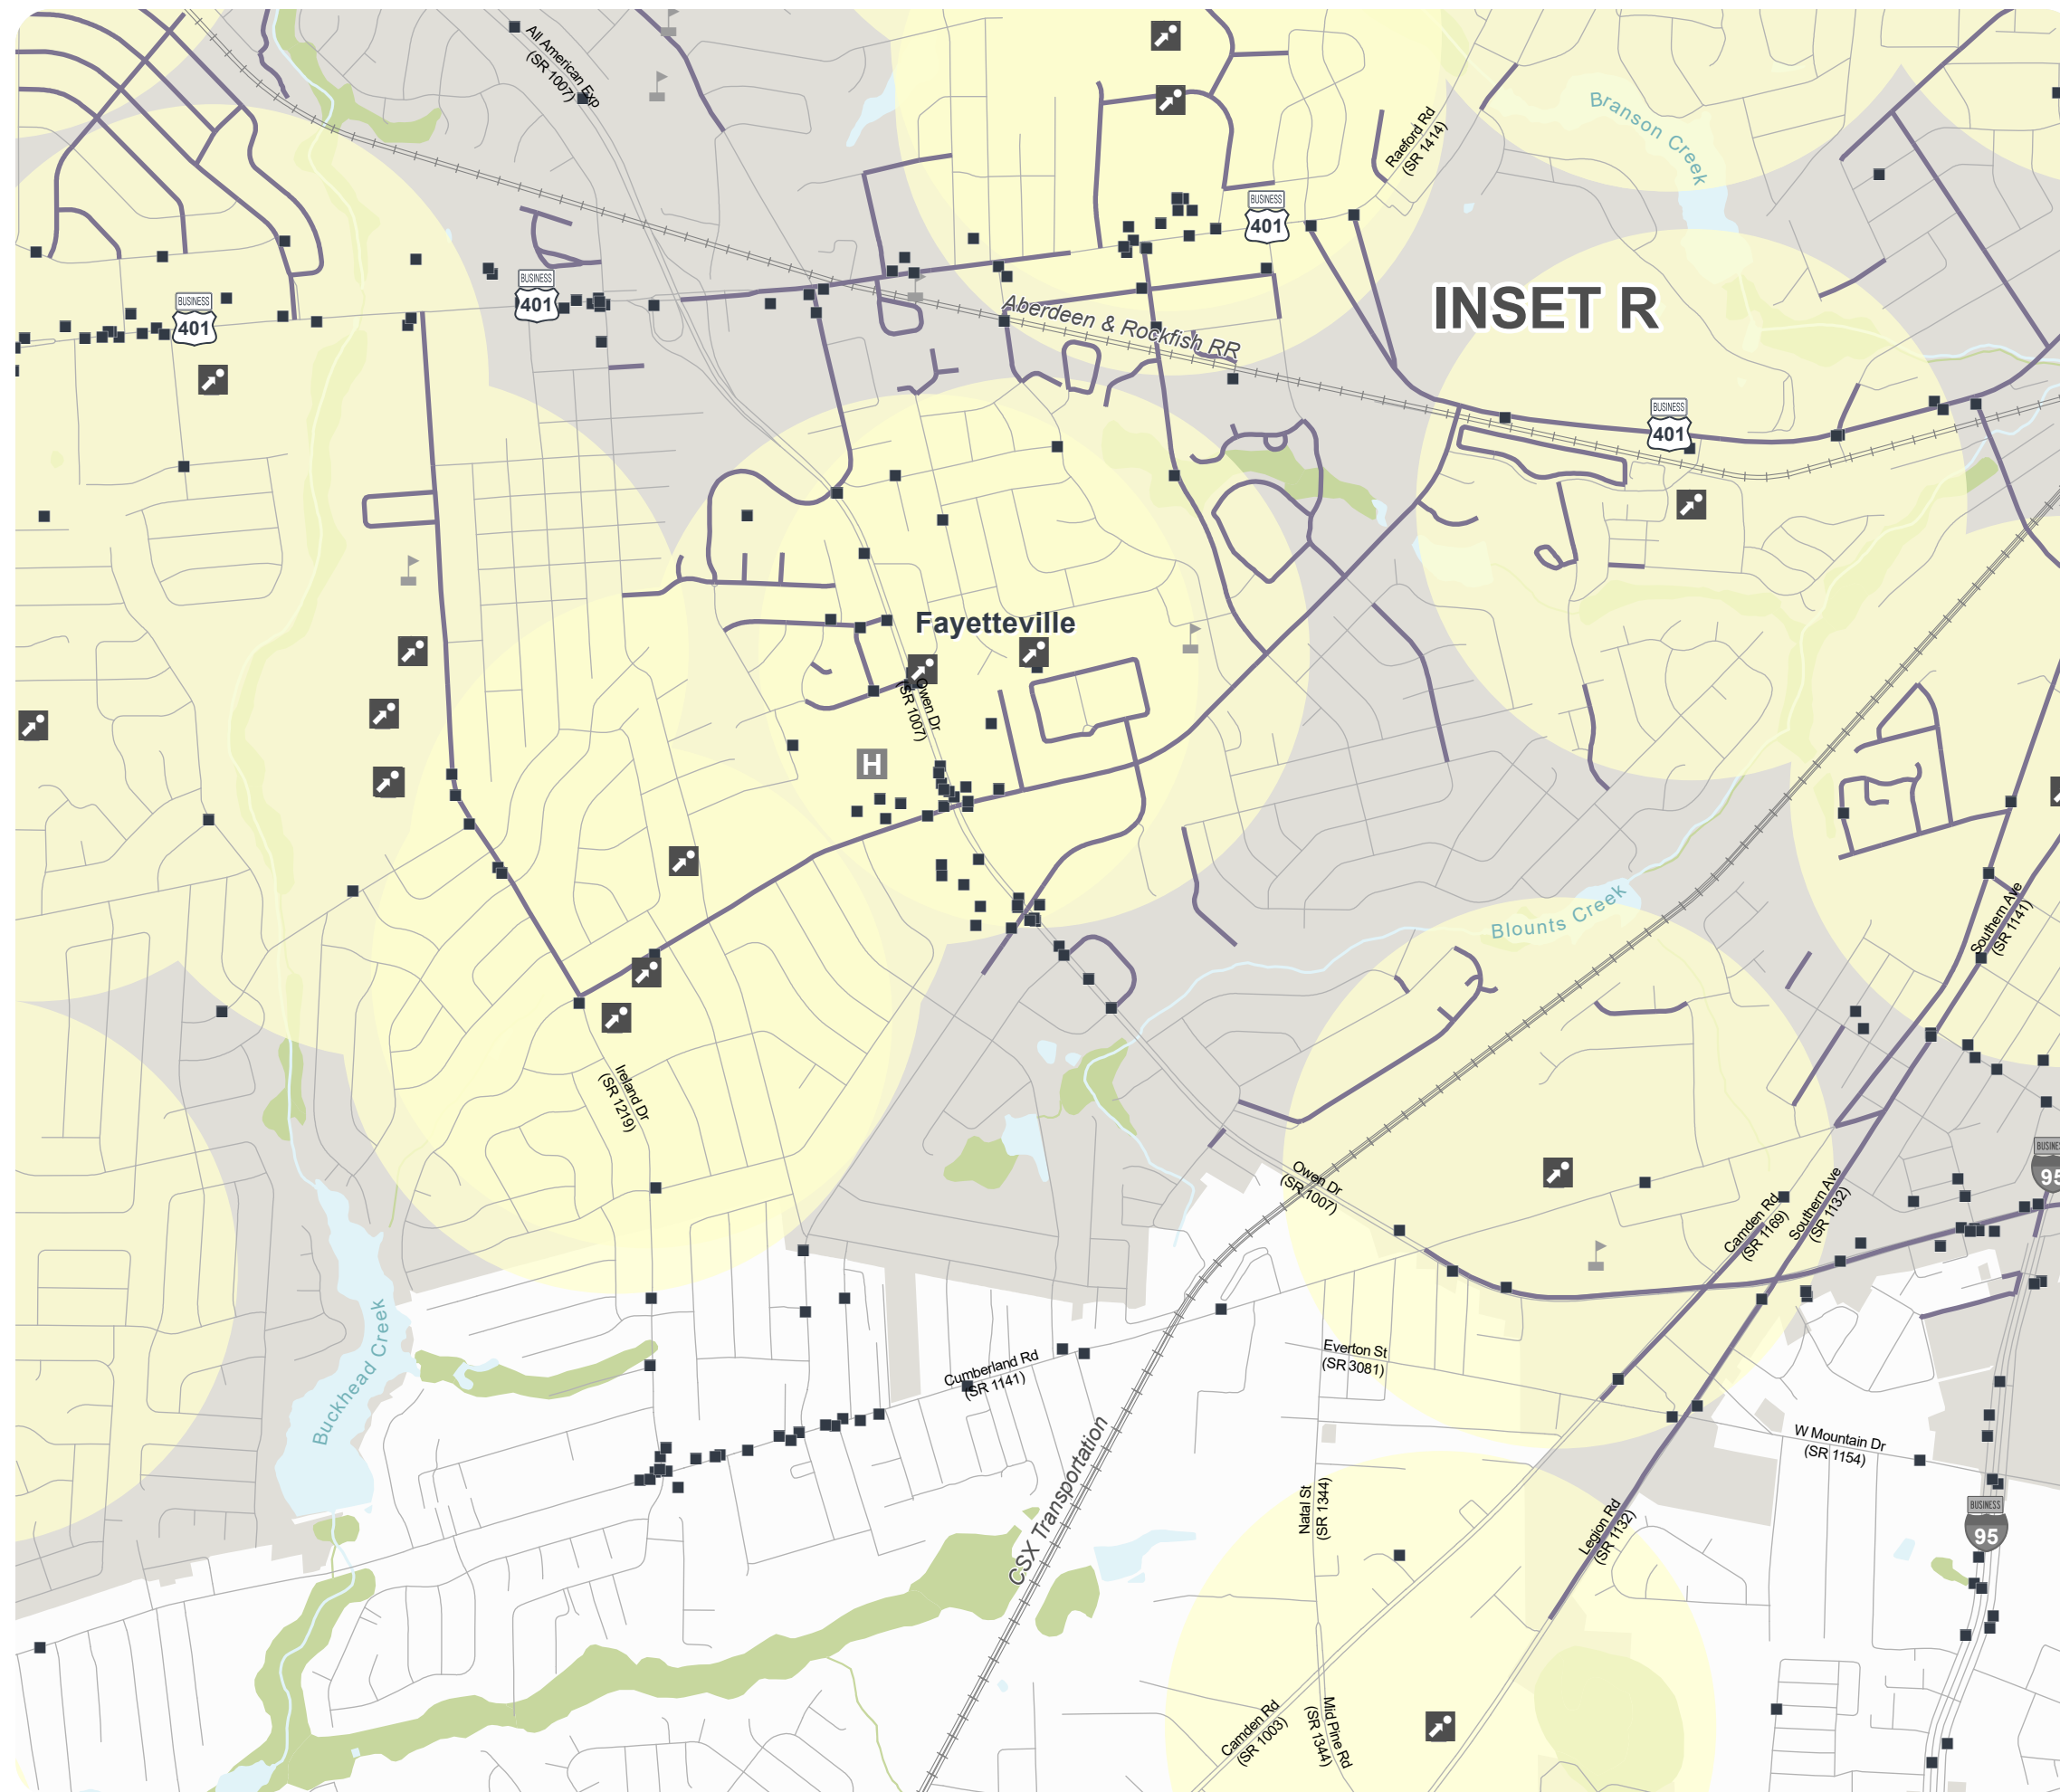 All American Exp
(SR 1007)
Branson Creek
Raeford Rd
(SR 1414)
BUSINESS
401
BUSINESS
401
BUSINESS
401
INSET R
Aberdeen & Rockfish RR
BUSINESS
401
Fayetteville
Owen Dr
(SR 1007)
H
Blounts Creek
Southern Ave
(SR 1141)
Ireland Dr
(SR 1219)
BUSINE
95
Owen Dr
(SR 1007)
Camden Rd
(SR 1169)
Southern Ave
(SR 1132)
Buckhead Creek
Everton St
(SR 3081)
Cumberland Rd
(SR 1141)
W Mountain Dr
(SR 1154)
CSX Transportation
Natal St
(SR 1344)
Legion Rd
(SR 1132)
BUSINESS
95
Camden Rd
(SR 1003)
Mid Pine Rd
(SR 1344)